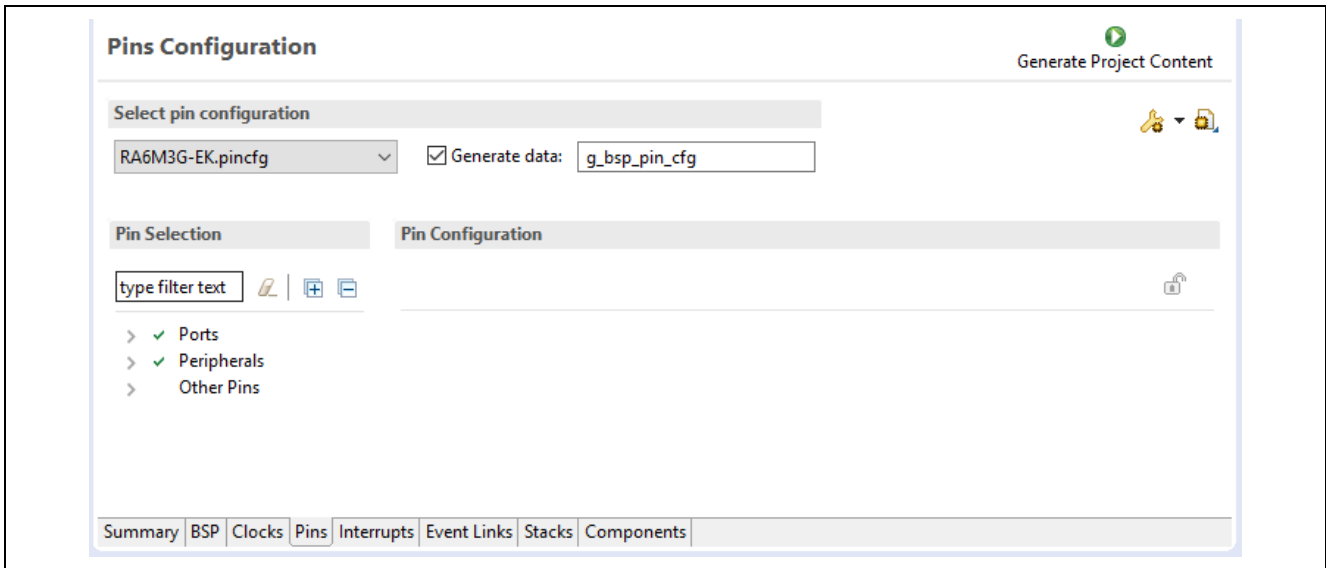 Pins Configuration
Generate Project Content
Select pin configuration
RA6M3G-EK.pincfg
Generate data:
g_bsp_pin_cfg
Pin Selection
Pin Configuration
type filter text
Ports
Peripherals
Other Pins
Summary BSP Clocks Pins Interrupts Event Links Stacks Components